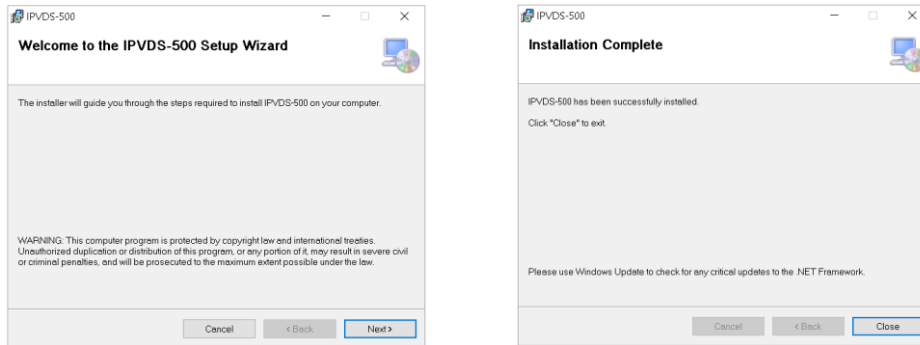 IPVDS-500
Welcome to the IPVDS-500 Setup Wizard
The installer will guide you through the steps required to install IPVDS-500 on your computer.
WARNING: This computer program is protected by copyright law and international treaties.
Unauthorized duplication or distribution of this program, or any portion of it, may result in severe civil
or criminal penalties, and will be prosecuted to the maximum extent possible under the law.
Cancel
< Back
Next >
IPVDS-500
Installation Complete
IPVDS-500 has been successfully installed.
Click "Close" to exit.
Please use Windows Update to check for any critical updates to the .NET Framework.
Cancel
< Back
Close